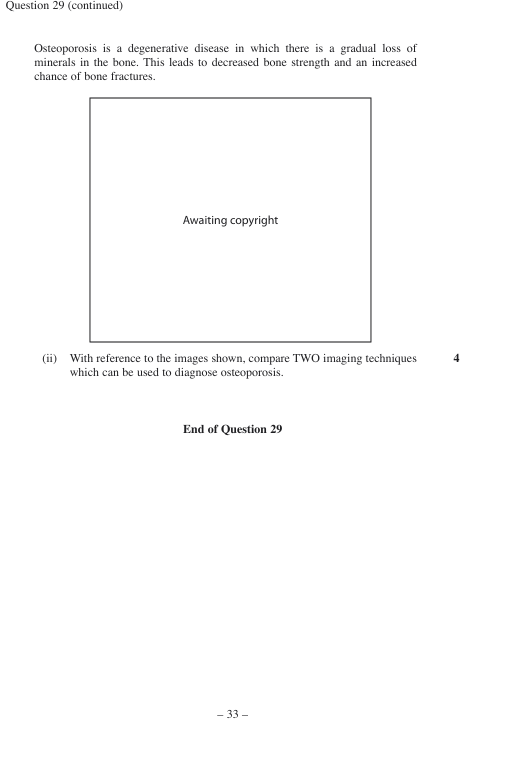 Question 29 (continued)
Osteoporosis is a degenerative disease in which there is a gradual loss of
minerals in the bone. This leads to decreased bone strength and an increased
chance of bone fractures.
Awaiting copyright
(ii) With reference to the images shown, compare TWO imaging techniques 4
which can be used to diagnose osteoporosis.
End of Question 29
– 33 –